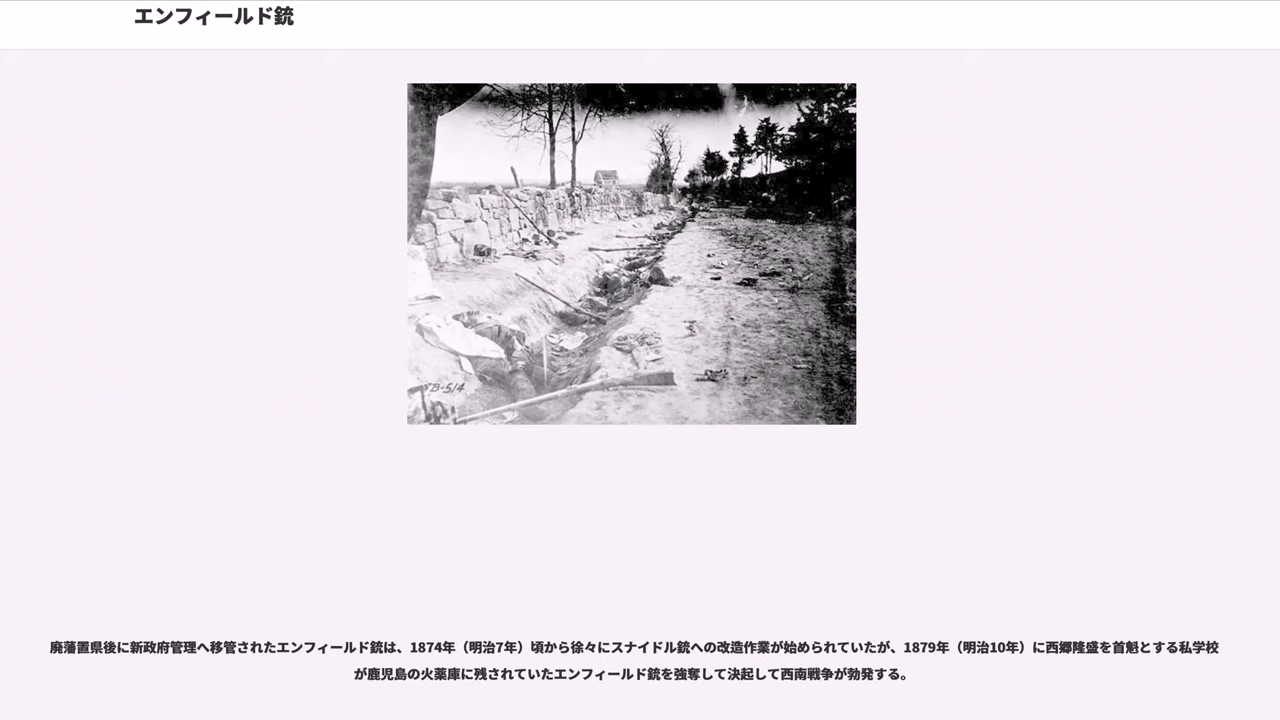 エンフィールド銃
廃藩置県後に新政府管理へ移管されたエンフィールド銃は、1874年（明治7年）頃から徐々にスナイドル銃への改造作業が始められていたが、1879年（明治10年）に西郷隆盛を首魁とする私学校
が鹿児島の火薬庫に残されていたエンフィールド銃を強奪して決起して西南戦争が勃発する。